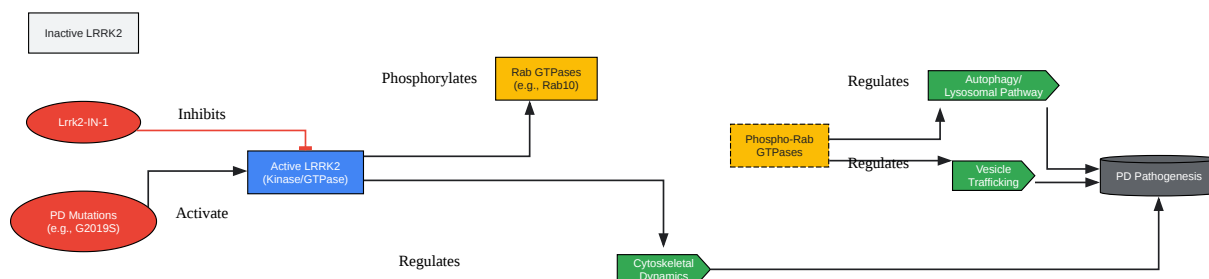 Inactive LRRK2
Lrrk2-IN-1
Inhibits
PD Mutations
(e.g., G2019S)
Activate
Active LRRK2
(Kinase/GTPase)
Phosphorylates
Rab GTPases
(e.g., Rab10)
Regulates
Cytoskeletal
Dynamics
Phospho-Rab
GTPases
Regulates
Autophagy/
Lysosomal Pathway
Regulates
Vesicle
Trafficking
PD Pathogenesis